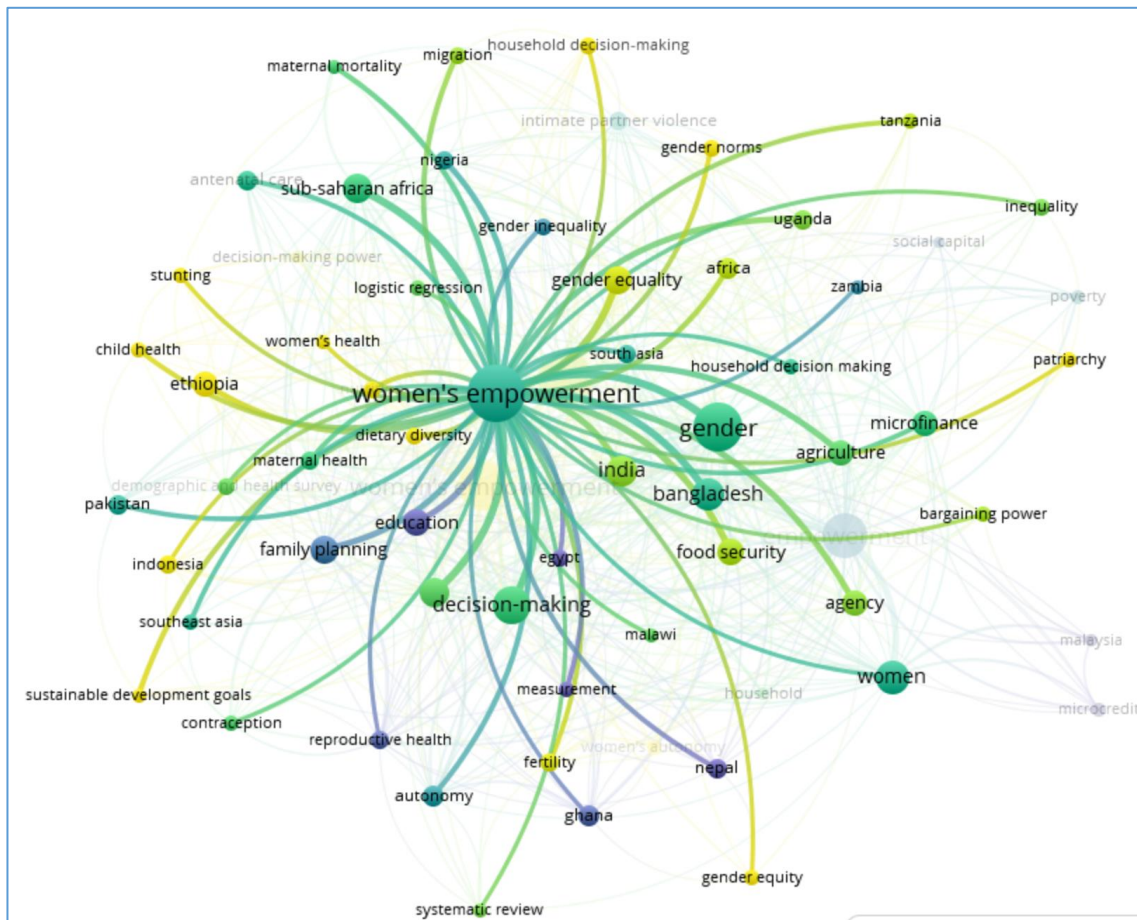 household decision-making
migration
maternal mortality
intimate partner violence
tanzania
gender norms
nigeria
antenatal care
sub-saharan africa
inequality
uganda
gender inequality
social capital
decision-making power
africa
stunting
gender equality
logistic regression
zambia
poverty
women's health
child health
south asia
patriarchy
household decision making
ethiopia
women's empowerment
microfinance
gender
dietary diversity
agriculture
maternal health
india
demographic and health survey
women's empowerment
bangladesh
pakistan
bargaining power
education
empowerment
family planning
food security
egypt
indonesia
decision-making
agency
southeast asia
malawi
malaysia
women
measurement
household
sustainable development goals
microcredit
contraception
reproductive health
women's autonomy
fertility
nepal
autonomy
ghana
gender equity
systematic review